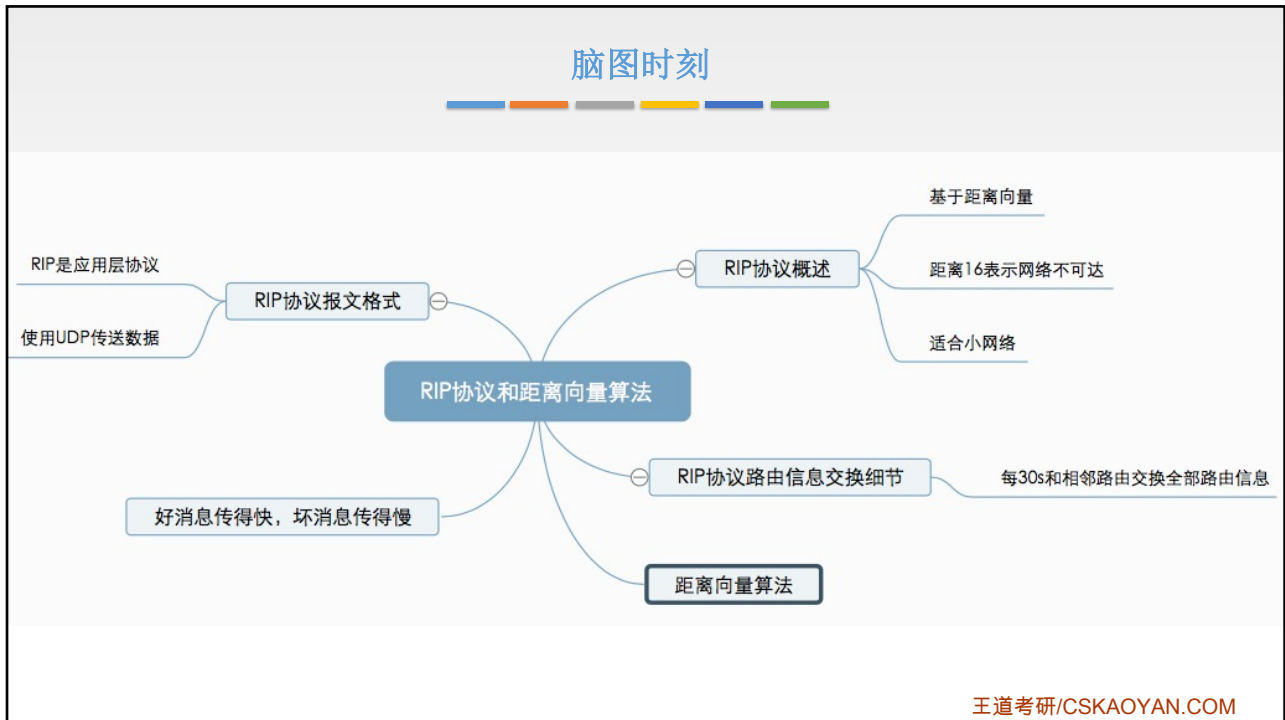 脑图时刻
基于距离向量
RIP协议概述
距离16表示网络不可达
适合小网络
RIP是应用层协议
RIP协议报文格式
使用UDP传送数据
RIP协议和距离向量算法
RIP协议路由信息交换细节
每30s和相邻路由交换全部路由信息
好消息传得快，坏消息传得慢
距离向量算法
王道考研/CSKAOYAN.COM